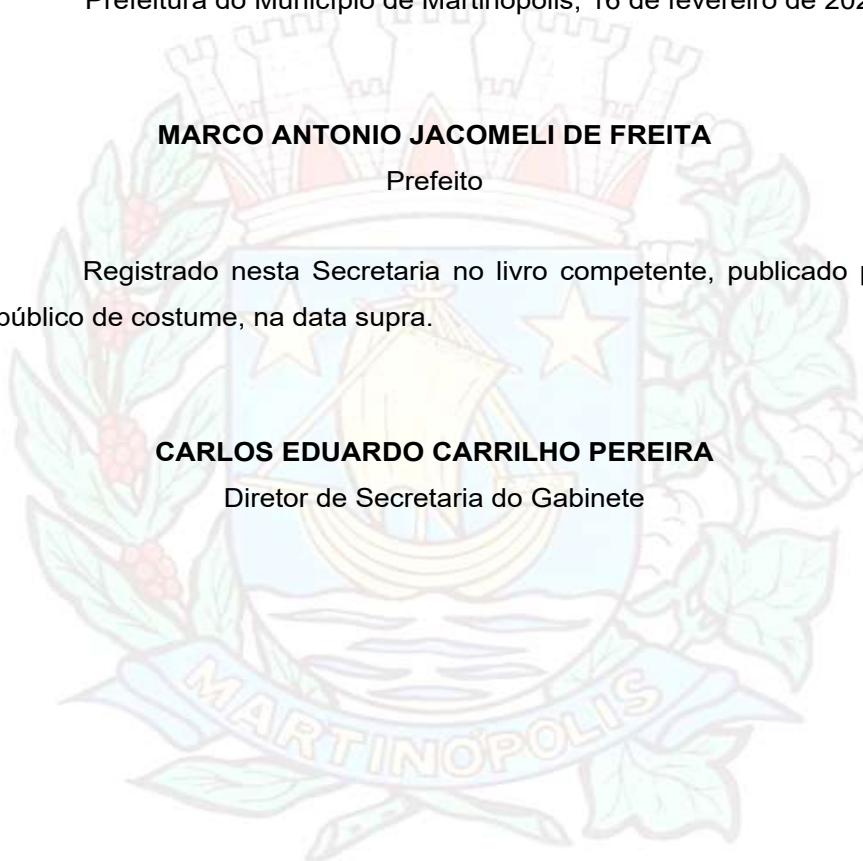 Prefeitura do Município de Martinópolis, 16 de fevereiro de 202
MARCO ANTONIO JACOMELI DE FREITA
Prefeito
Registrado nesta Secretaria no livro competente, publicado p
público de costume, na data supra.
CARLOS EDUARDO CARRILHO PEREIRA
Diretor de Secretaria do Gabinete
MARTINÓPOLIS